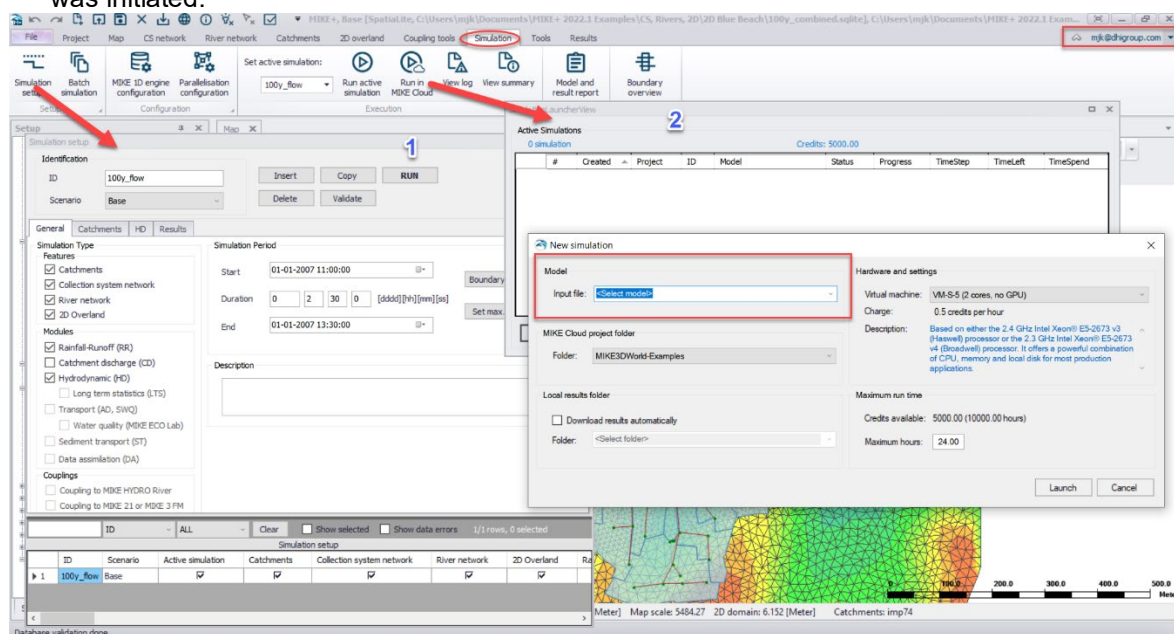 was initiated.
MIKE+, Base [SpatiaLite, C:\Users\mjk\Documents\MIKE+ 2022.1 Examples\CS, Rivers, 2D\2D Blue Beach\100y_combined.sqlite], C:\Users\mjk\Documents\MIKE+ 2022.1 Exam...
File Project Map CS network River network Catchments 2D overland Coupling tools Simulation Tools Results
mjk@dhigroup.com
Set active simulation:
100y_flow
Simulation setup
Batch simulation
MIKE 1D engine configuration
Parallelisation configuration
Run active simulation
Run in MIKE Cloud
View log
View summary
Model and result report
Boundary overview
Configuration
Execution
Setup
Map
Simulation setup
1
Identification
ID 100y_flow Insert Copy RUN
Scenario Base Delete Validate
General Catchments HD Results
Simulation Type
Features
Catchments
Collection system network
River network
2D Overland
Modules
Rainfall-Runoff (RR)
Catchment discharge (CD)
Hydrodynamic (HD)
Long term statistics (LTS)
Transport (AD, SWQ)
Water quality (MIKE ECO Lab)
Sediment transport (ST)
Data assimilation (DA)
Couplings
Coupling to MIKE HYDRO River
Coupling to MIKE 21 or MIKE 3 FM
Simulation Period
Start 01-01-2007 11:00:00
Boundary
Duration 0 2 30 0 [dddd][hh][mm][ss]
Set max.
End 01-01-2007 13:30:00
Description
2
Active Simulations
0 simulation Credits: 5000.00
# Created Project ID Model Status Progress TimeStep TimeLeft TimeSpend
New simulation
Model
Input file: <Select model>
MIKE Cloud project folder
Folder: MIKE3DWorld-Examples
Local results folder
Download results automatically
Folder: <Select folder>
Hardware and settings
Virtual machine: VM-S-5 (2 cores, no GPU)
Charge: 0.5 credits per hour
Description: Based on either the 2.4 GHz Intel Xeon® E5-2673 v3
(Haswell) processor or the 2.3 GHz Intel Xeon® E5-2673
v4 (Broadwell) processor. It offers a powerful combination
of CPU, memory and local disk for most production
applications.
Maximum run time
Credits available: 5000.00 (10000.00 hours)
Maximum hours: 24.00
Launch Cancel
ID ALL Clear Show selected Show data errors 1/1 rows, 0 selected
Simulation setup
ID Scenario Active simulation Catchments Collection system network River network 2D Overland
1 100y_flow Base
100.0 200.0 300.0 400.0 500.0
Meter] Map scale: 5484.27 2D domain: 6.152 [Meter] Catchments: imp74
Database validation done